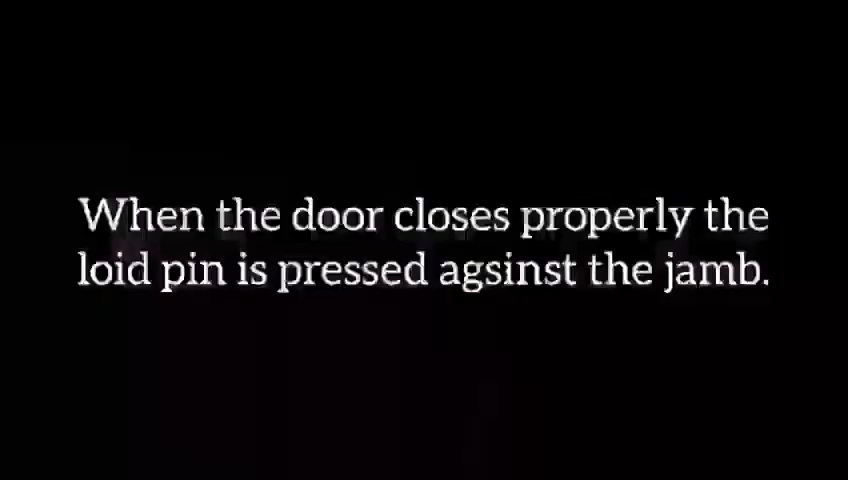 When the door closes properly the
loid pin is pressed agsinst the jamb.